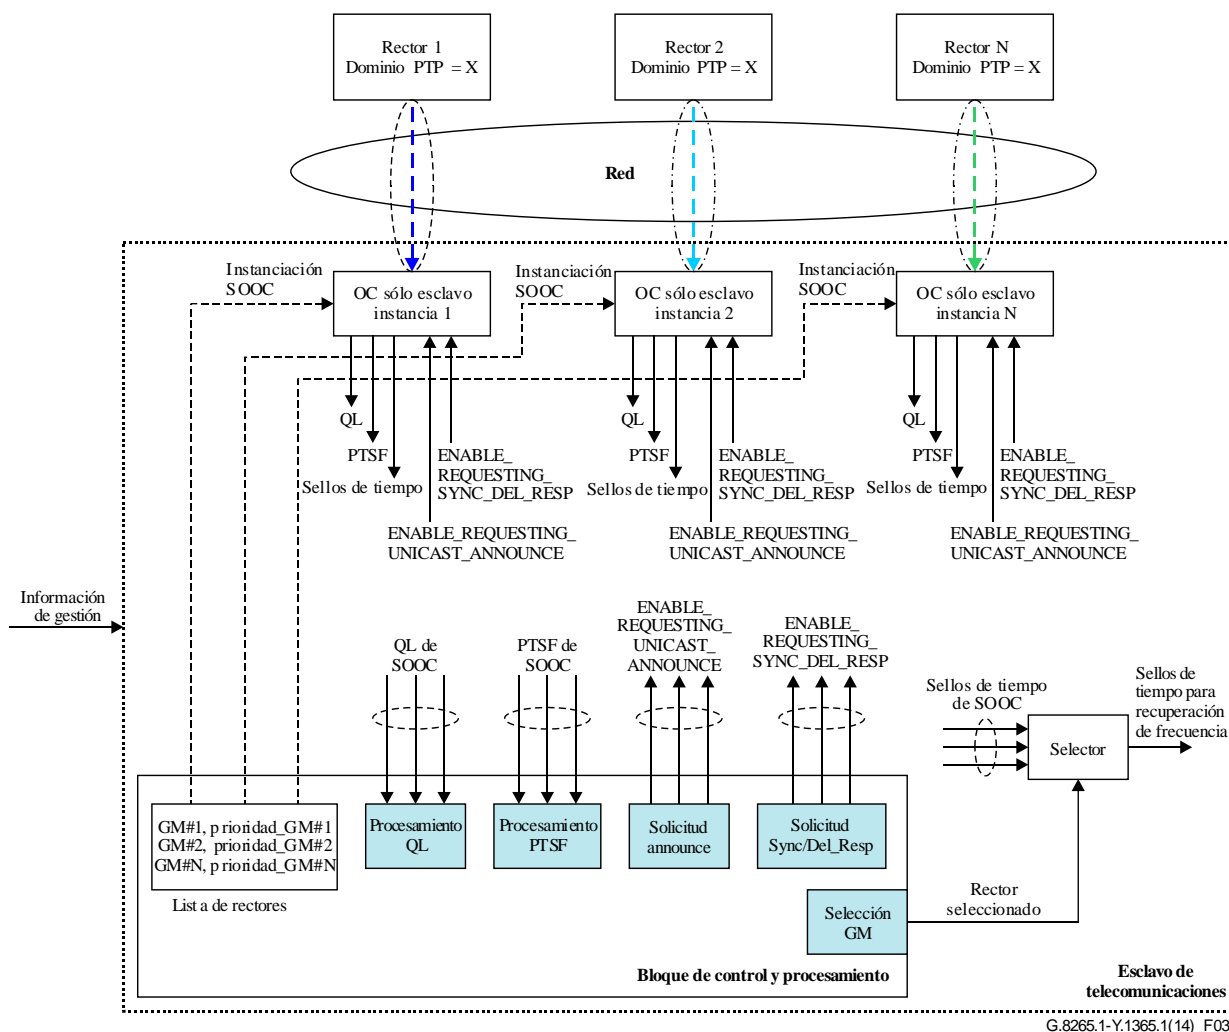 Rector 1
Dominio PTP = X
Rector 2
Dominio PTP = X
Rector N
Dominio PTP = X
Red
Instanciación
SOOC
OC sólo esclavo
instancia 1
Instanciación
SOOC
OC sólo esclavo
instancia 2
Instanciación
SOOC
OC sólo esclavo
instancia N
QL
PTSF
Sellos de tiempo
ENABLE_
REQUESTING_
SYNC_DEL_RESP
ENABLE_REQUESTING_
UNICAST_ANNOUNCE
QL
PTSF
Sellos de tiempo
ENABLE_
REQUESTING_
SYNC_DEL_RESP
ENABLE_REQUESTING_
UNICAST_ANNOUNCE
QL
PTSF
Sellos de tiempo
ENABLE_
REQUESTING_
SYNC_DEL_RESP
ENABLE_REQUESTING_
UNICAST_ANNOUNCE
Información
de gestión
QL de
SOOC
PTSF de
SOOC
ENABLE_
REQUESTING_
UNICAST_
ANNOUNCE
ENABLE_
REQUESTING_
SYNC_DEL_RESP
Sellos de tiempo
de SOOC
Selector
Sellos de
tiempo para
recuperación
de frecuencia
GM#1, prioridad_GM#1
GM#2, prioridad_GM#2
GM#N, prioridad_GM#N
Lista de rectores
Procesamiento
QL
Procesamiento
PTSF
Solicitud
announce
Solicitud
Sync/Del_Resp
Selección
GM
Rector
seleccionado
Bloque de control y procesamiento
Esclavo de
telecomunicaciones
G.8265.1-Y.1365.1(14)_F03